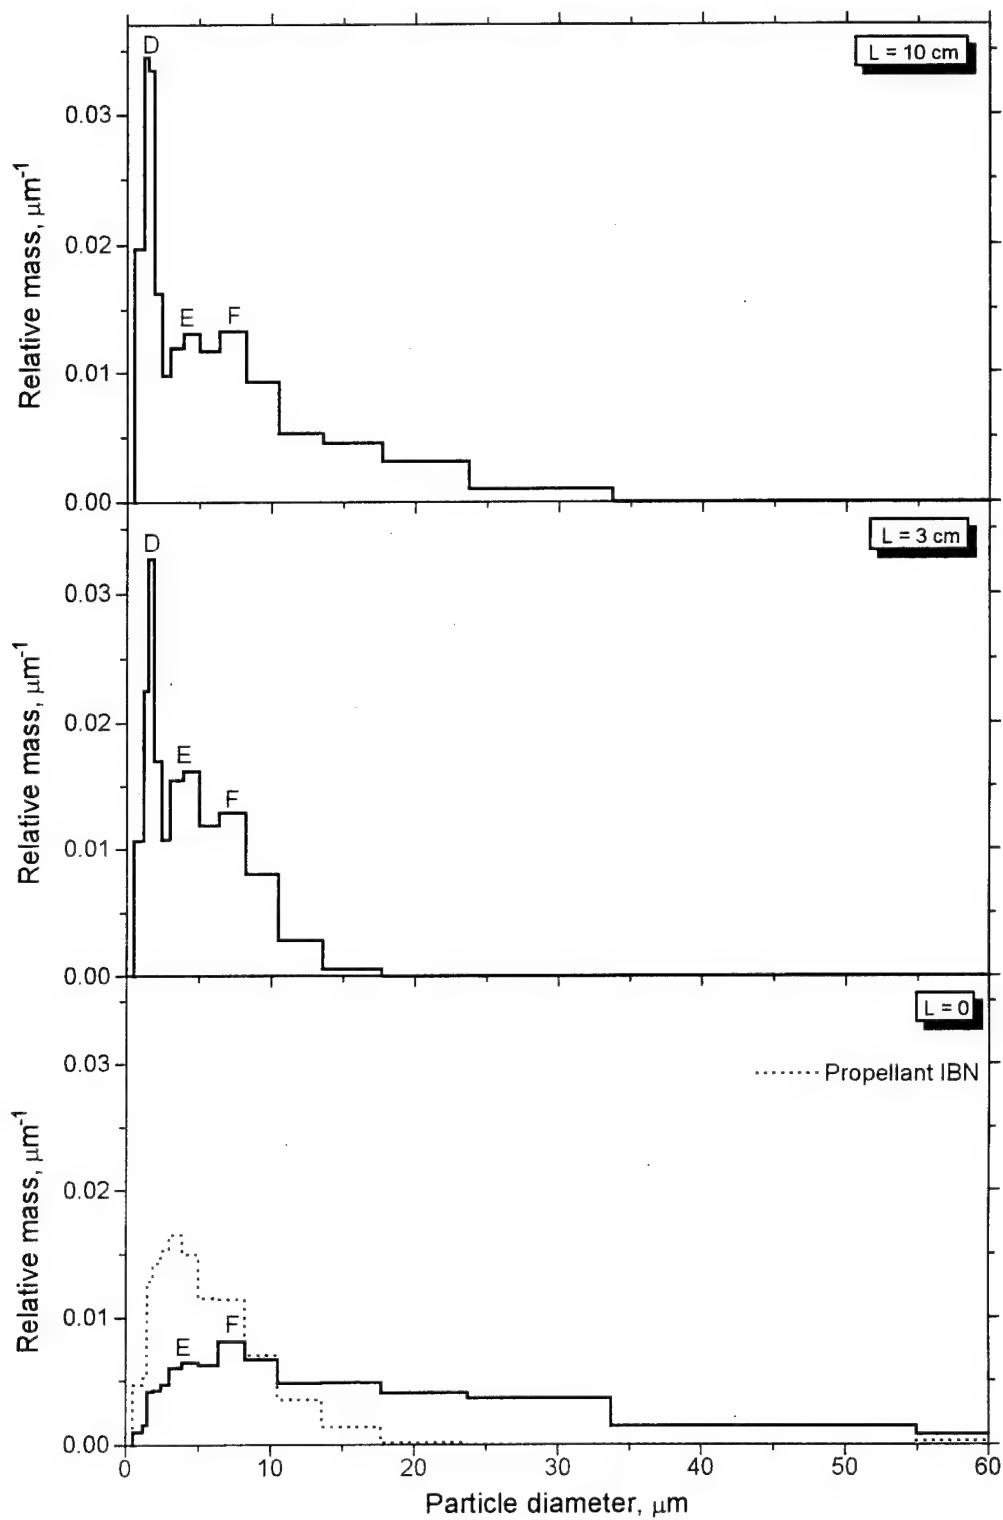 D
L = 10 cm
0.03
0.02
0.01
0.00
E
F
Relative mass, μm⁻¹
D
L = 3 cm
0.03
0.02
0.01
0.00
E
F
Relative mass, μm⁻¹
L = 0
Propellant IBN
0.03
0.02
0.01
0.00
E
F
Relative mass, μm⁻¹
0 10 20 30 40 50 60
Particle diameter, μm